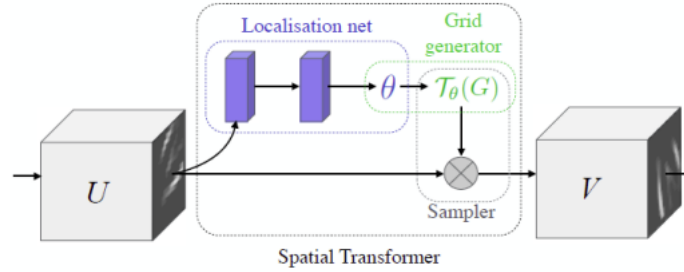 Localisation net
Grid
generator
θ
𝒯θ(G)
U
V
Sampler
Spatial Transformer